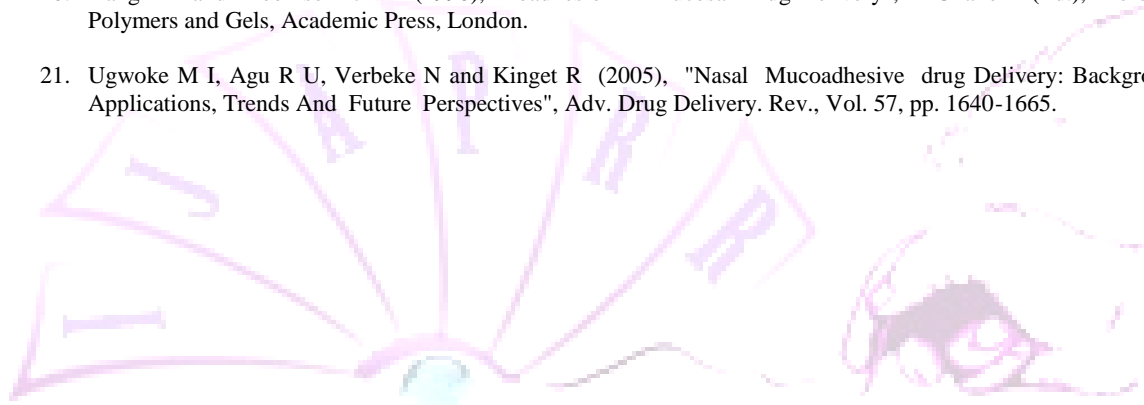 Polymers and Gels, Academic Press, London.
21. Ugwoke M I, Agu R U, Verbeke N and Kinget R (2005), "Nasal Mucoadhesive drug Delivery:
Applications, Trends And Future Perspectives", Adv. Drug Delivery. Rev., Vol. 57, pp. 1640-1665.
I J A P R R